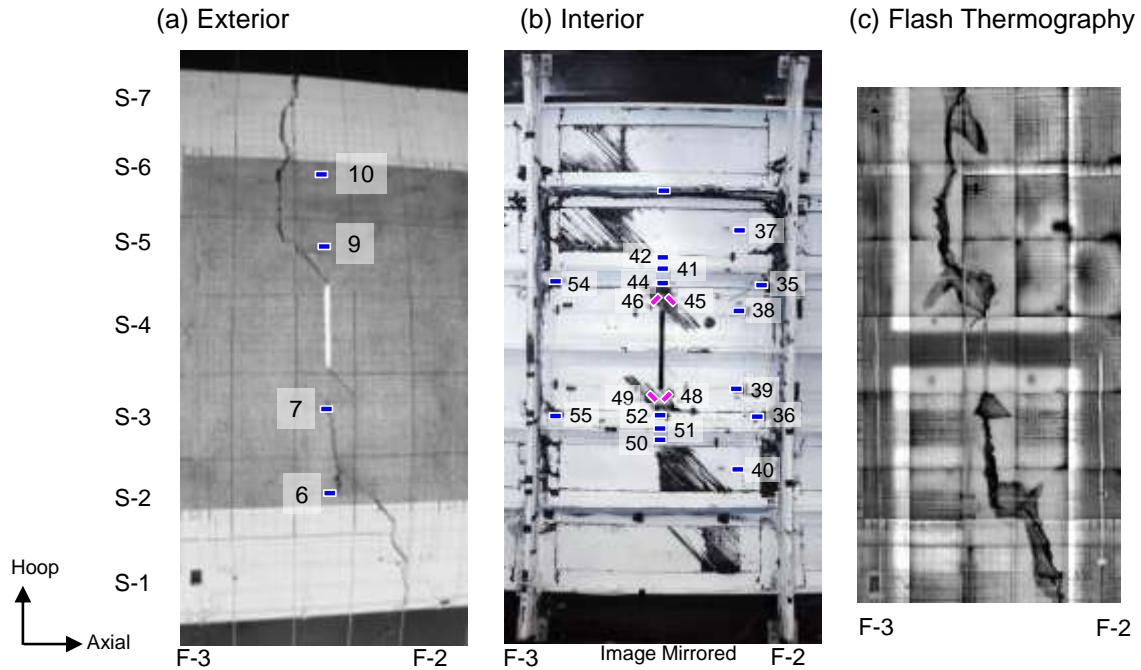 (a) Exterior
(b) Interior
(c) Flash Thermography
S-7
S-6
S-5
S-4
S-3
S-2
S-1
10
9
7
6
37
42
41
54
44
35
46
45
38
39
49
48
55
52
36
51
50
40
Hoop
Axial
F-3
F-2
F-3
Image Mirrored
F-2
F-3
F-2